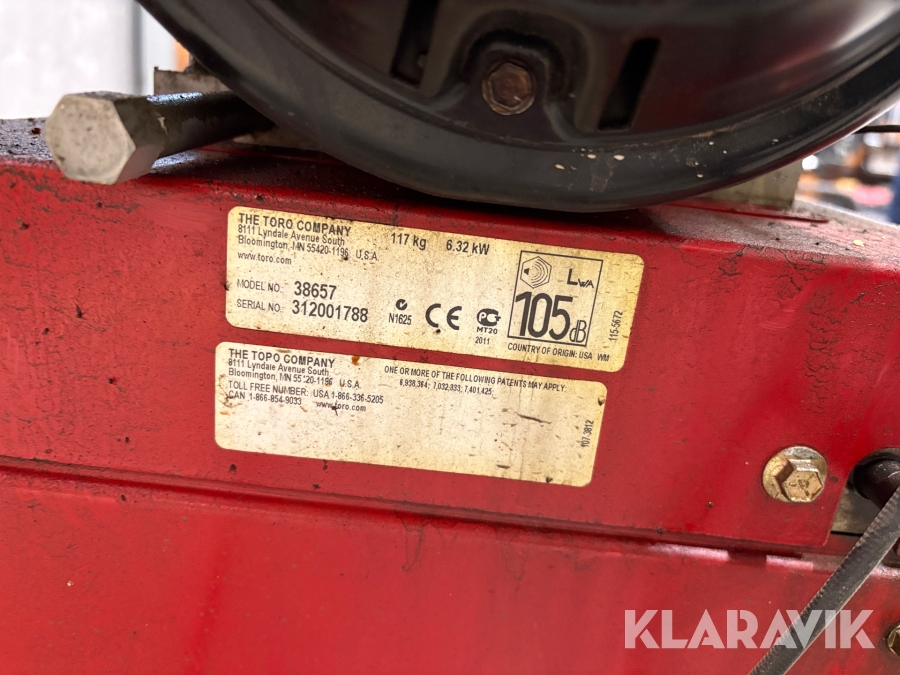 THE TORO COMPANY
8111 Lyndale Avenue South
Bloomington, MN 55420-1196 U.S.A.
www.toro.com
117 kg 6.32 kW
MODEL NO: 38657
SERIAL NO: 312001788
N1625
CE
MT20
2011
LWA
105dB
COUNTRY OF ORIGIN: USA WM
115-5672
THE TOPO COMPANY
8111 Lyndale Avenue South
Bloomington, MN 55420-1196 U.S.A.
TOLL FREE NUMBER: USA 1-866-336-5205
CAN 1-866-854-9033 www.toro.com
ONE OR MORE OF THE FOLLOWING PATENTS MAY APPLY:
6,938,364; 7,032,333; 7,401,425;
107-3812
KLARAVIK